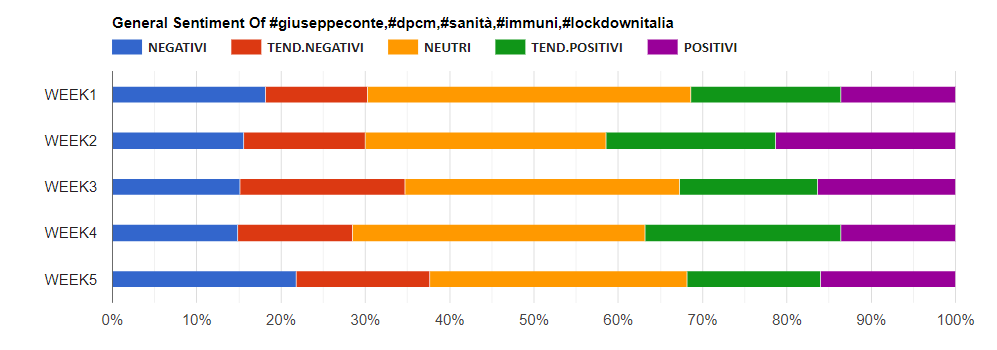 General Sentiment Of #giuseppeconte,#dpcm,#sanità,#immuni,#lockdownitalia
NEGATIVI TEND.NEGATIVI NEUTRI TEND.POSITIVI POSITIVI
WEEK1
WEEK2
WEEK3
WEEK4
WEEK5
0% 10% 20% 30% 40% 50% 60% 70% 80% 90% 100%